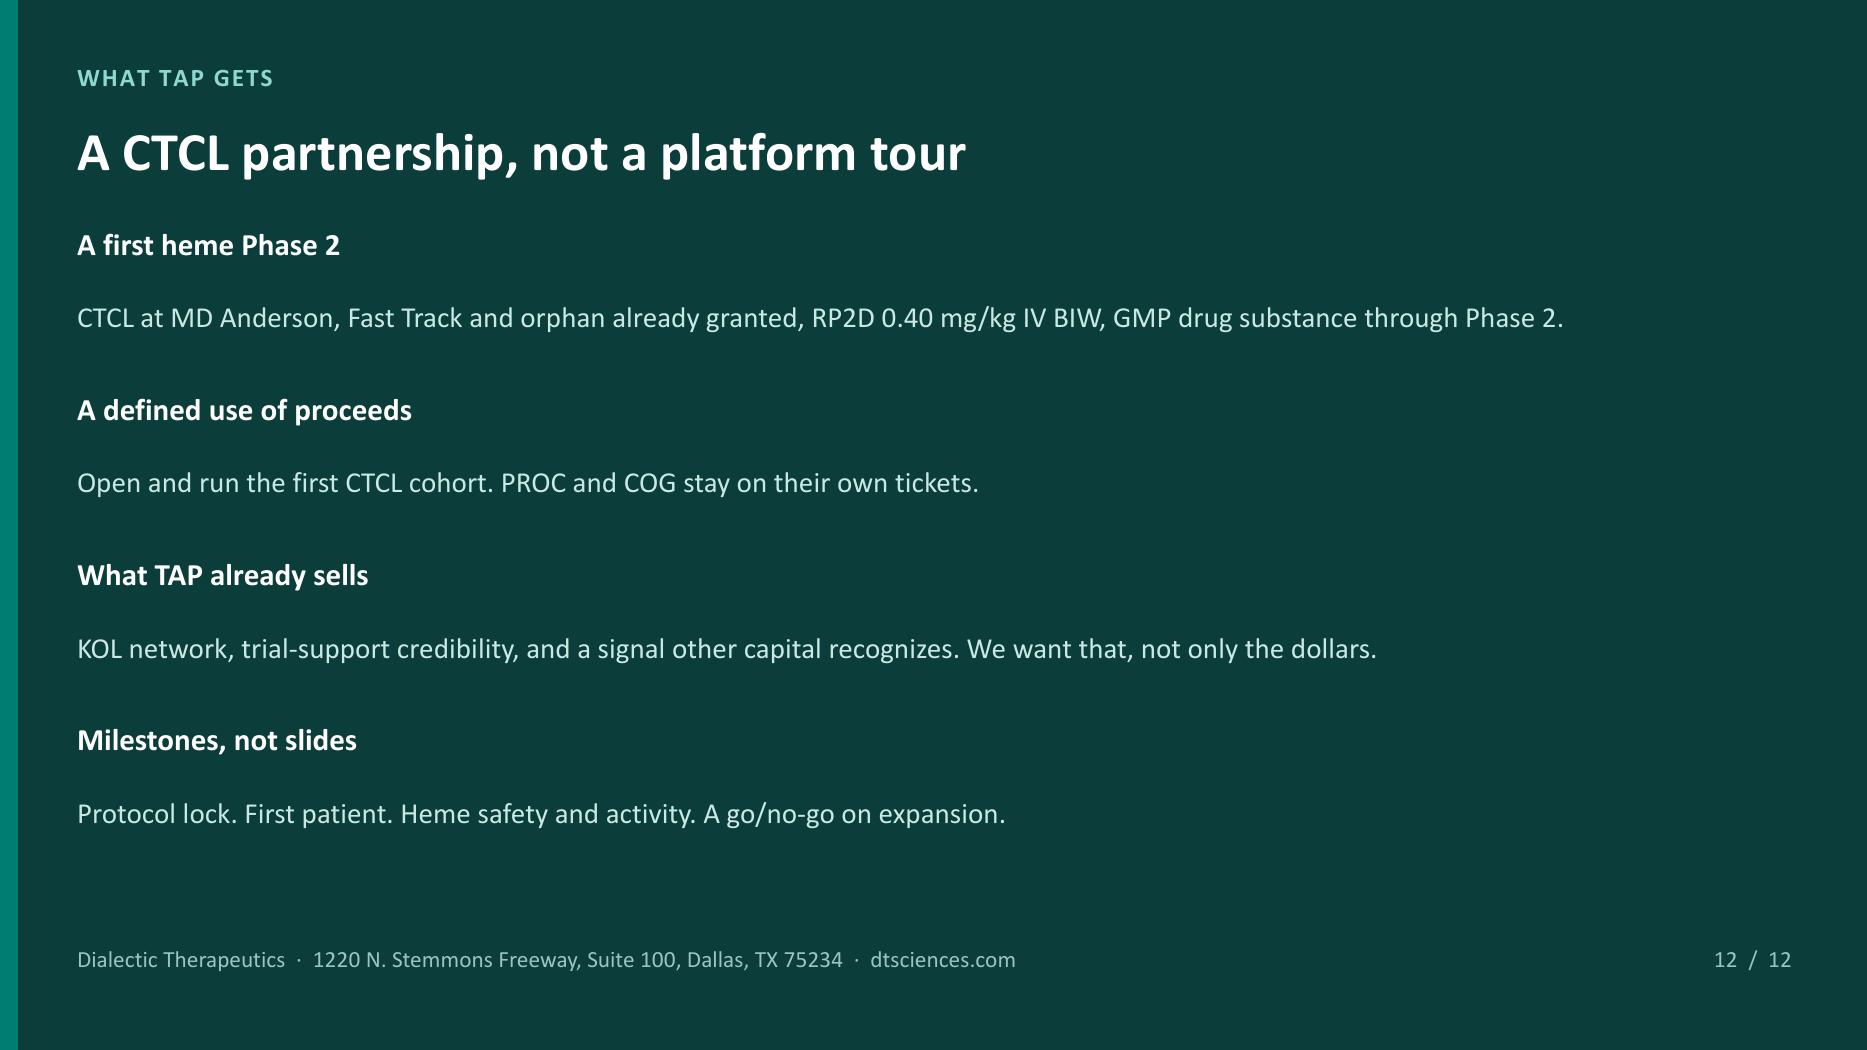 WHAT TAP GETS
A CTCL partnership, not a platform tour
A first heme Phase 2
CTCL at MD Anderson, Fast Track and orphan already granted, RP2D 0.40 mg/kg IV BIW, GMP drug substance through Phase 2.
A defined use of proceeds
Open and run the first CTCL cohort. PROC and COG stay on their own tickets.
What TAP already sells
KOL network, trial-support credibility, and a signal other capital recognizes. We want that, not only the dollars.
Milestones, not slides
Protocol lock. First patient. Heme safety and activity. A go/no-go on expansion.
Dialectic Therapeutics · 1220 N. Stemmons Freeway, Suite 100, Dallas, TX 75234 · dtsciences.com
12 / 12